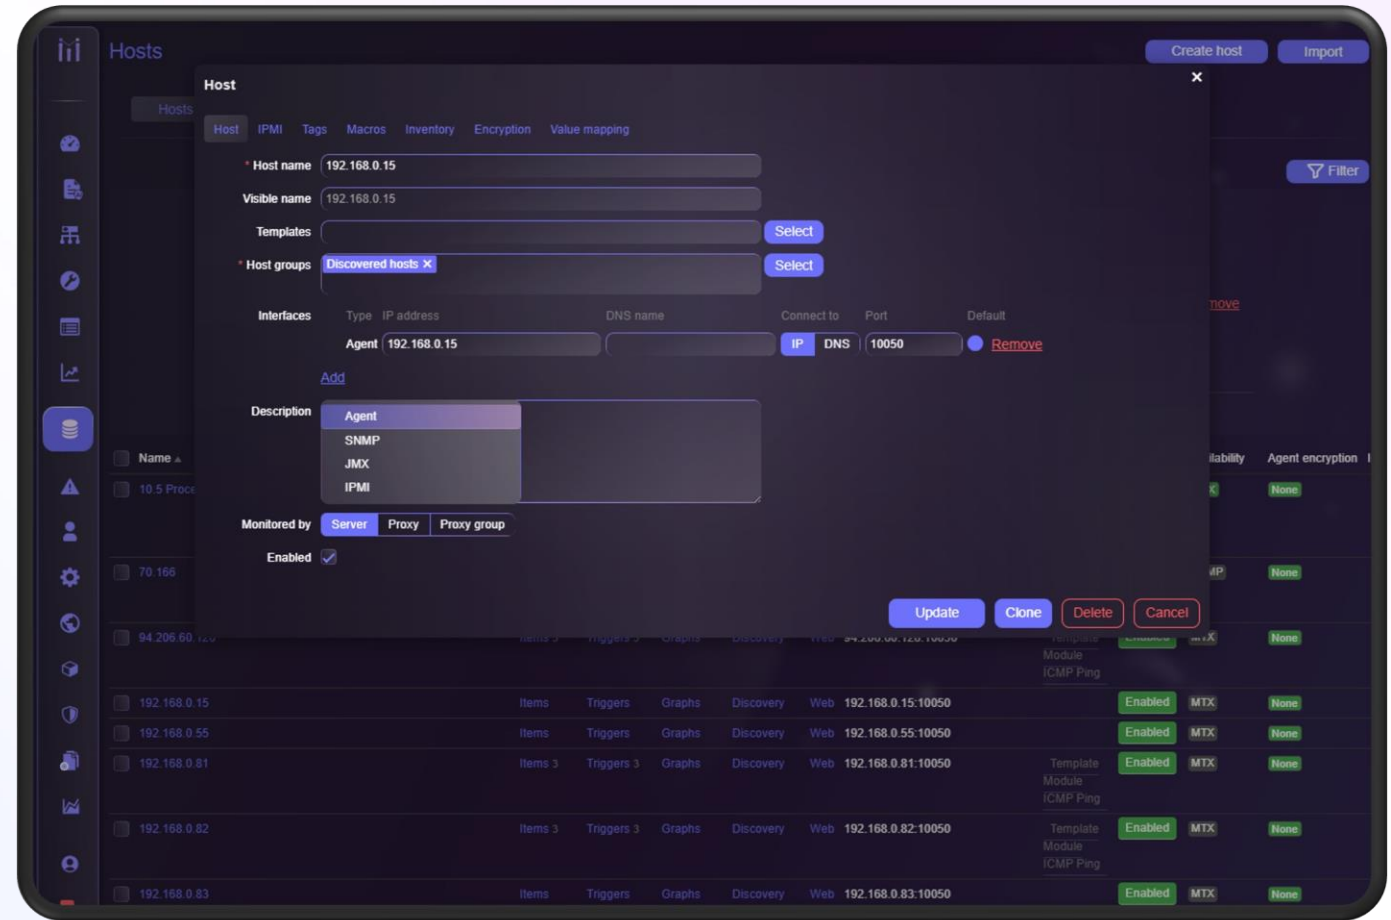 Hosts
Create host Import
Host
Hosts
Host IPMI Tags Macros Inventory Encryption Value mapping
* Host name 192.168.0.15
Filter
Visible name 192.168.0.15
Templates Select
* Host groups Discovered hosts Select
Interfaces Type IP address DNS name Connect to Port Default
Agent 192.168.0.15 IP DNS 10050 Remove
Add
Description
Agent
SNMP
JMX
IPMI
Name Agent encryption
10.5 None
Monitored by Server Proxy Proxy group
Enabled
70.166 None
Update Clone Delete Cancel
None
Module
ICMP Ping
192.168.0.15 Items Triggers Graphs Discovery Web 192.168.0.15:10050 Enabled MTX None
192.168.0.55 Items Triggers Graphs Discovery Web 192.168.0.55:10050 Enabled MTX None
192.168.0.81 Items 3 Triggers 3 Graphs Discovery Web 192.168.0.81:10050 Template Enabled MTX None
Module
ICMP Ping
192.168.0.82 Items 3 Triggers 3 Graphs Discovery Web 192.168.0.82:10050 Template Enabled MTX None
Module
ICMP Ping
192.168.0.83 Items Triggers Graphs Discovery Web 192.168.0.83:10050 Enabled MTX None